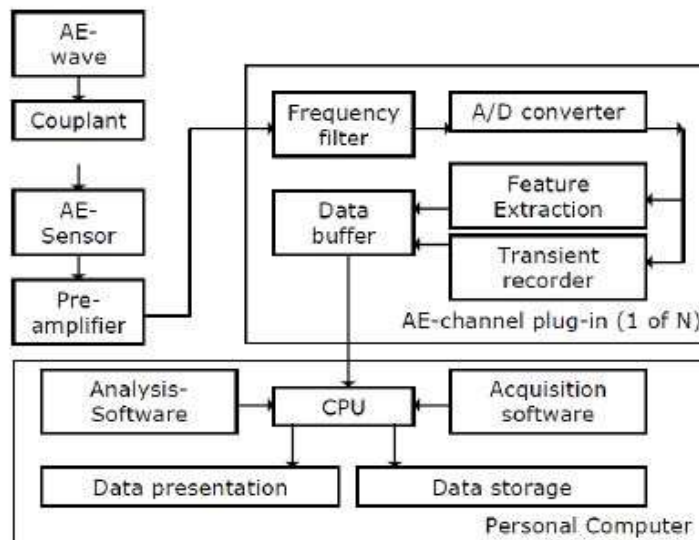 AE-
wave
Couplant
AE-
Sensor
Pre-
amplifier
Frequency
filter
A/D converter
Feature
Extraction
Data
buffer
Transient
recorder
AE-channel plug-in (1 of N)
Analysis-
Software
CPU
Acquisition
software
Data presentation
Data storage
Personal Computer